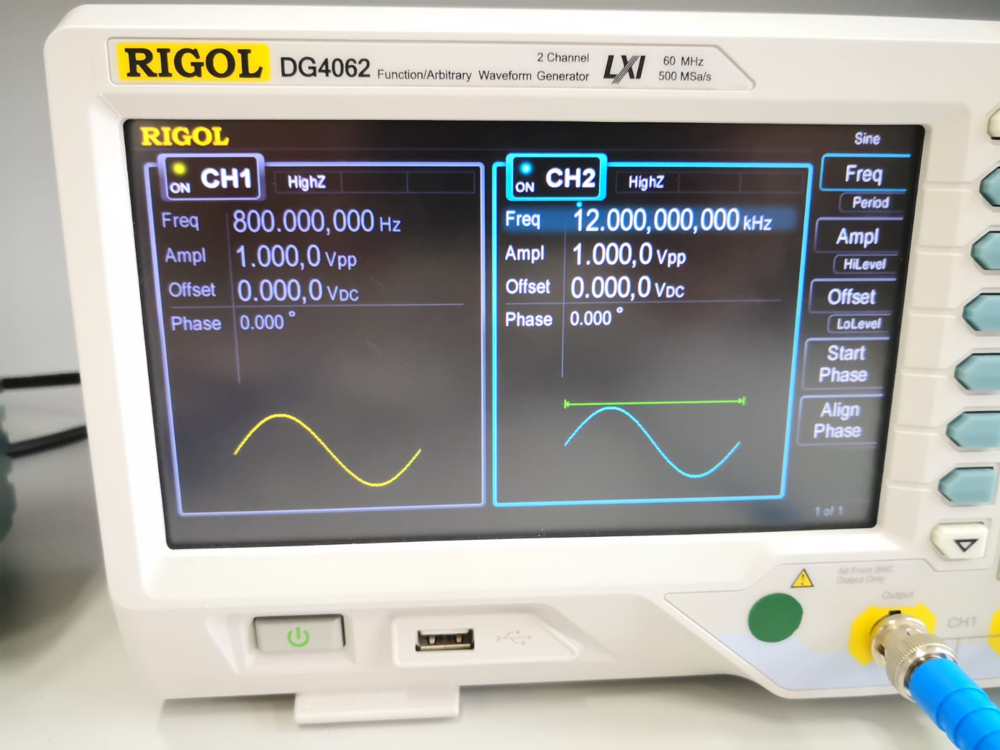 RIGOL DG4062 Function/Arbitrary Waveform Generator
2 Channel
LXI
60 MHz
500 MSa/s
RIGOL
Sine
ON CH1 HighZ
Freq 800.000,000 Hz
Ampl 1.000,0 Vpp
Offset 0.000,0 VDC
Phase 0.000 °
ON CH2 HighZ
Freq 12.000,000,000 kHz
Ampl 1.000,0 Vpp
Offset 0.000,0 VDC
Phase 0.000 °
Freq
Period
Ampl
HiLevel
Offset
LoLevel
Start
Phase
Align
Phase
1 of 1
All Front BNC
Output Only
Output
CH1